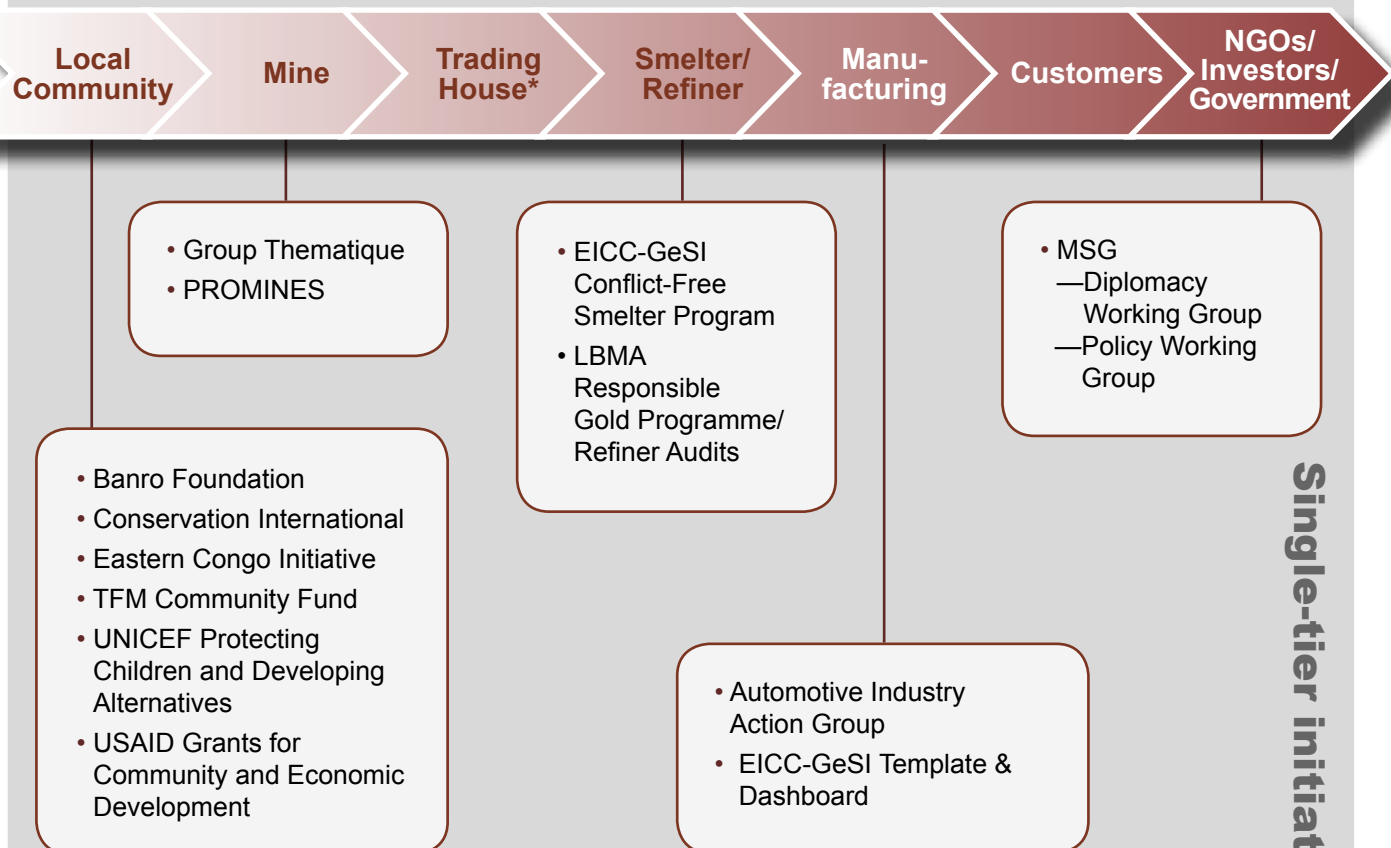 Local
Community
Mine
Trading
House*
Smelter/
Refiner
Manu-
facturing
Customers
NGOs/
Investors/
Government
• Group Thematique
• PROMINES
• EICC-GeSI
Conflict-Free
Smelter Program
• LBMA
Responsible
Gold Programme/
Refiner Audits
• MSG
—Diplomacy
Working Group
—Policy Working
Group
• Banro Foundation
• Conservation International
• Eastern Congo Initiative
• TFM Community Fund
• UNICEF Protecting
Children and Developing
Alternatives
• USAID Grants for
Community and Economic
Development
• Automotive Industry
Action Group
• EICC-GeSI Template &
Dashboard
Single-tier initiat